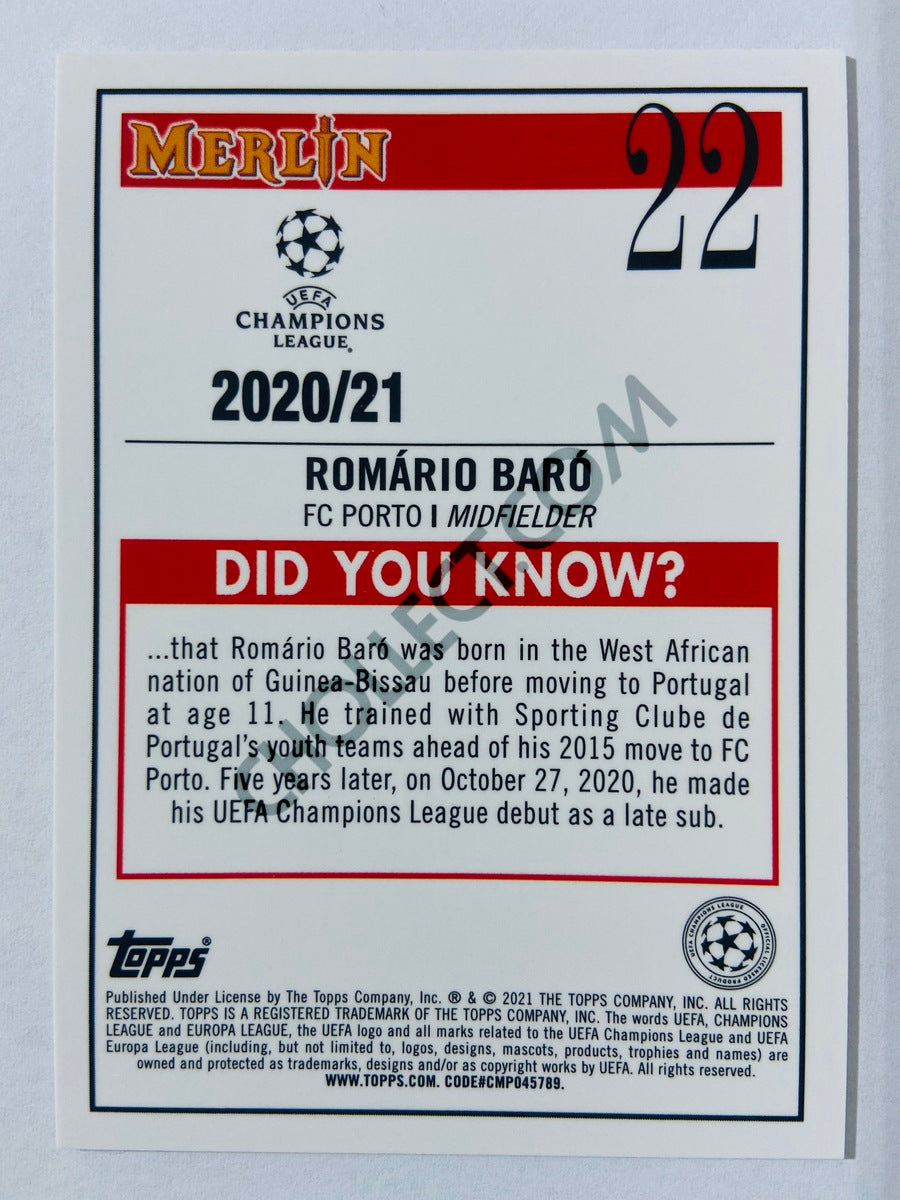 MERLIN
22
UEFA
CHAMPIONS
LEAGUE®
2020/21
ROMÁRIO BARÓ
FC PORTO | MIDFIELDER
DID YOU KNOW?
...that Romário Baró was born in the West African
nation of Guinea-Bissau before moving to Portugal
at age 11. He trained with Sporting Clube de
Portugal's youth teams ahead of his 2015 move to FC
Porto. Five years later, on October 27, 2020, he made
his UEFA Champions League debut as a late sub.
CHOLLECT.COM
topps®
UEFA CHAMPIONS LEAGUE
OFFICIAL LICENSED PRODUCT
Published Under License by The Topps Company, Inc. ® & © 2021 THE TOPPS COMPANY, INC. ALL RIGHTS
RESERVED. TOPPS IS A REGISTERED TRADEMARK OF THE TOPPS COMPANY, INC. The words UEFA, CHAMPIONS
LEAGUE and EUROPA LEAGUE, the UEFA logo and all marks related to the UEFA Champions League and UEFA
Europa League (including, but not limited to, logos, designs, mascots, products, trophies and names) are
owned and protected as trademarks, designs and/or as copyright works by UEFA. All rights reserved.
WWW.TOPPS.COM. CODE#CMP045789.